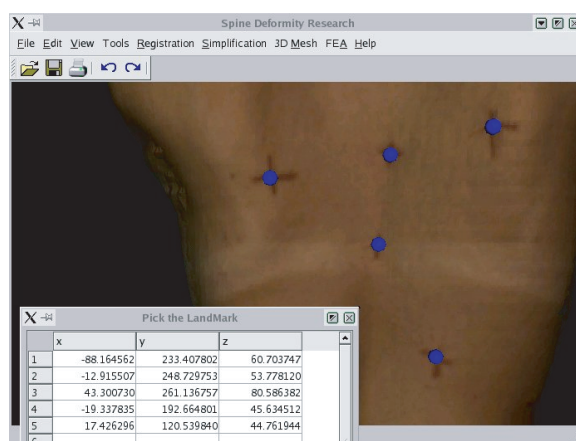 Spine Deformity Research
File Edit View Tools Registration Simplification 3D Mesh FEA Help
Pick the LandMark
x y z
1 -88.164562 233.407802 60.703747
2 -12.915507 248.729753 53.778120
3 43.300730 261.136757 80.586382
4 -19.337835 192.664801 45.634512
5 17.426296 120.539840 44.761944